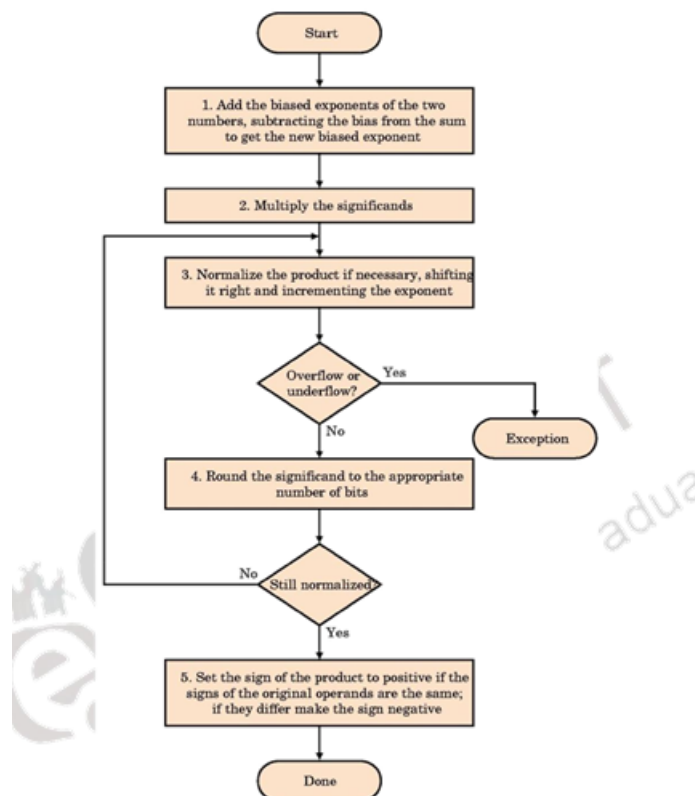 Start
1. Add the biased exponents of the two
numbers, subtracting the bias from the sum
to get the new biased exponent
2. Multiply the significands
3. Normalize the product if necessary, shifting
it right and incrementing the exponent
Overflow or
underflow?
Yes
Exception
No
4. Round the significand to the appropriate
number of bits
Still normalized?
No
Yes
5. Set the sign of the product to positive if the
signs of the original operands are the same;
if they differ make the sign negative
Done